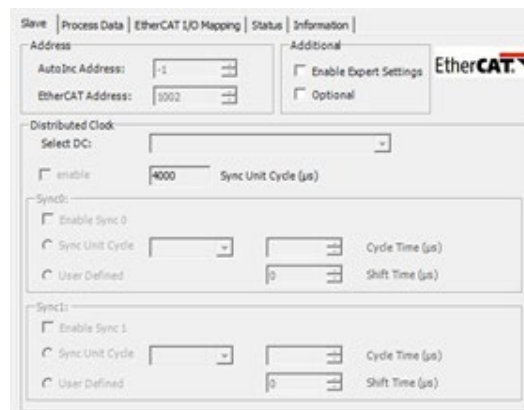 Slave Process Data EtherCAT I/O Mapping Status Information
Address
Additional
AutoInc Address: -1
Enable Expert Settings
EtherCAT.
EtherCAT Address: 1002
Optional
Distributed Clock
Select DC:
enable 4000 Sync Unit Cycle (µs)
Sync0:
Enable Sync 0
Sync Unit Cycle Cycle Time (µs)
User Defined 0 Shift Time (µs)
Sync1:
Enable Sync 1
Sync Unit Cycle Cycle Time (µs)
User Defined 0 Shift Time (µs)